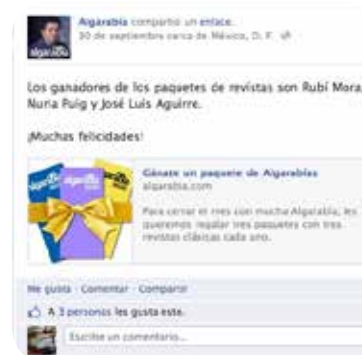 Algarabía compartió un enlace.
30 de septiembre cerca de México, D. F.
Los ganadores de los paquetes de revistas son Rubí Mora,
Nuria Puig y José Luis Aguirre.
¡Muchas felicidades!
Gánate un paquete de Algarabías
algarabia.com
Para cerrar el mes con mucha Algarabía, les
queremos regalar tres paquetes con tres
revistas clásicas cada uno.
Me gusta · Comentar · Compartir
A 3 personas les gusta esto.
Escribe un comentario...